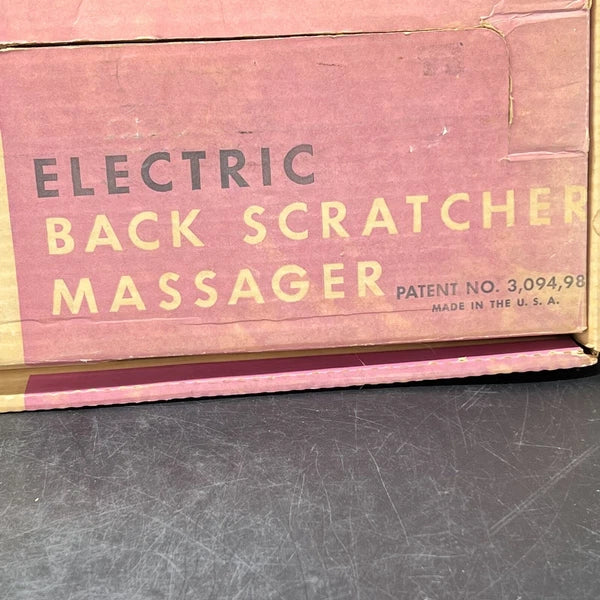 ELECTRIC
BACK SCRATCHER
MASSAGER
PATENT NO. 3,094,98
MADE IN THE U. S. A.